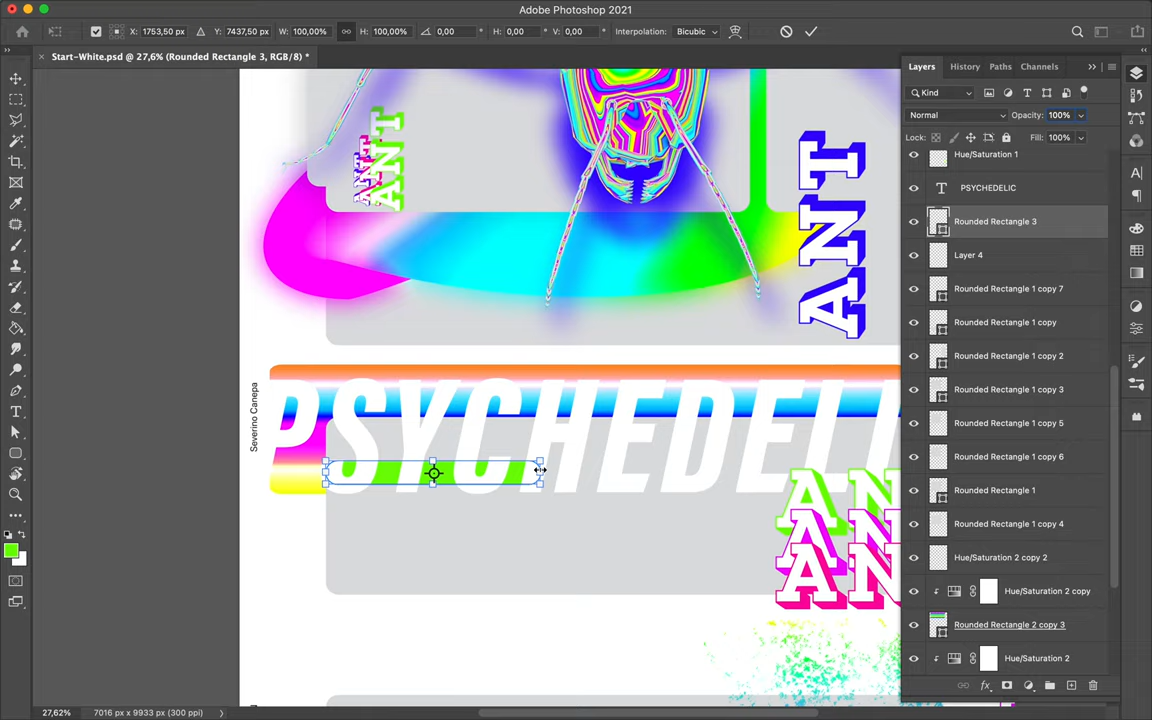 Adobe Photoshop 2021
X: 1753,50 px Y: 7437,50 px W: 100,00% H: 100,00% 0,00 ° H: 0,00 ° V: 0,00 ° Interpolation: Bicubic
Start-White.psd @ 27,6% (Rounded Rectangle 3, RGB/8) *
Layers History Paths Channels
Kind
Normal Opacity: 100%
Lock: Fill: 100%
Hue/Saturation 1
PSYCHEDELIC
Rounded Rectangle 3
Layer 4
Rounded Rectangle 1 copy 7
Rounded Rectangle 1 copy
Rounded Rectangle 1 copy 2
Rounded Rectangle 1 copy 3
Rounded Rectangle 1 copy 5
Rounded Rectangle 1 copy 6
Rounded Rectangle 1
Rounded Rectangle 1 copy 4
Hue/Saturation 2 copy 2
Hue/Saturation 2 copy
Rounded Rectangle 2 copy 3
Hue/Saturation 2
ANT
ANT
ANT
Severino Canepa
PSYCHEDELI
AN
AN
AN
27,62% 7016 px x 9933 px (300 ppi)